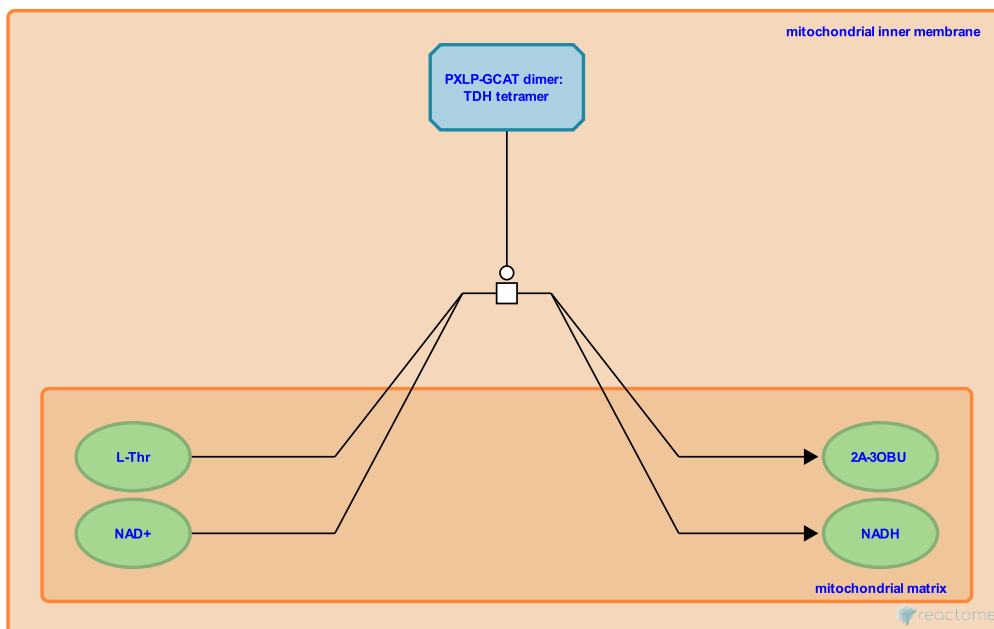 mitochondrial inner membrane
PXLP-GCAT dimer:
TDH tetramer
L-Thr
2A-3OBU
NAD+
NADH
mitochondrial matrix
reactome